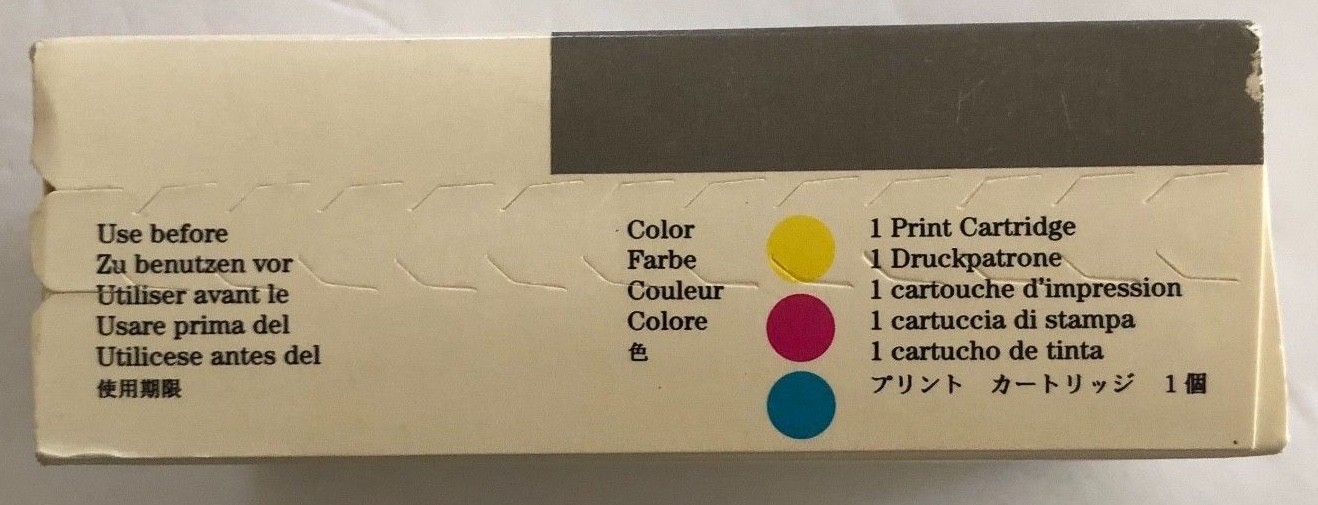 Use before
Zu benutzen vor
Utiliser avant le
Usare prima del
Utilicese antes del
使用期限
Color
Farbe
Couleur
Colore
色
1 Print Cartridge
1 Druckpatrone
1 cartouche d'impression
1 cartuccia di stampa
1 cartucho de tinta
プリント　カートリッジ　1個